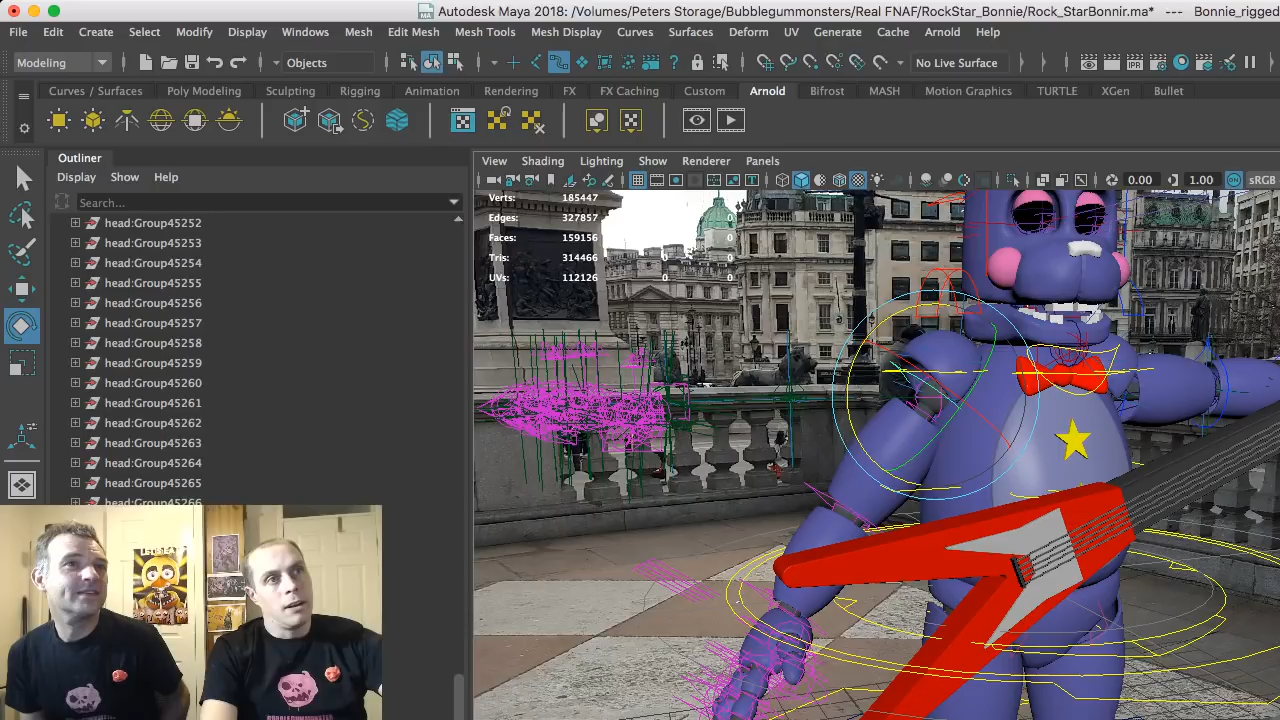 Autodesk Maya 2018: /Volumes/Peters Storage/Bubblegummonsters/Real FNAF/RockStar_Bonnie/Rock_StarBonnir.ma* --- Bonnie_rigged
File Edit Create Select Modify Display Windows Mesh Edit Mesh Mesh Tools Mesh Display Curves Surfaces Deform UV Generate Cache Arnold Help
Modeling Objects No Live Surface
Curves / Surfaces Poly Modeling Sculpting Rigging Animation Rendering FX FX Caching Custom Arnold Bifrost MASH Motion Graphics TURTLE XGen Bullet
Outliner
Display Show Help
Search...
head:Group45252
head:Group45253
head:Group45254
head:Group45255
head:Group45256
head:Group45257
head:Group45258
head:Group45259
head:Group45260
head:Group45261
head:Group45262
head:Group45263
head:Group45264
head:Group45265
head:Group45266
View Shading Lighting Show Renderer Panels
0.00 1.00 ON sRGB
Verts: 185447
Edges: 327857 0
Faces: 159156 0
Tris: 314466 0 0
UVs: 112126 0 0
LET'S EAT